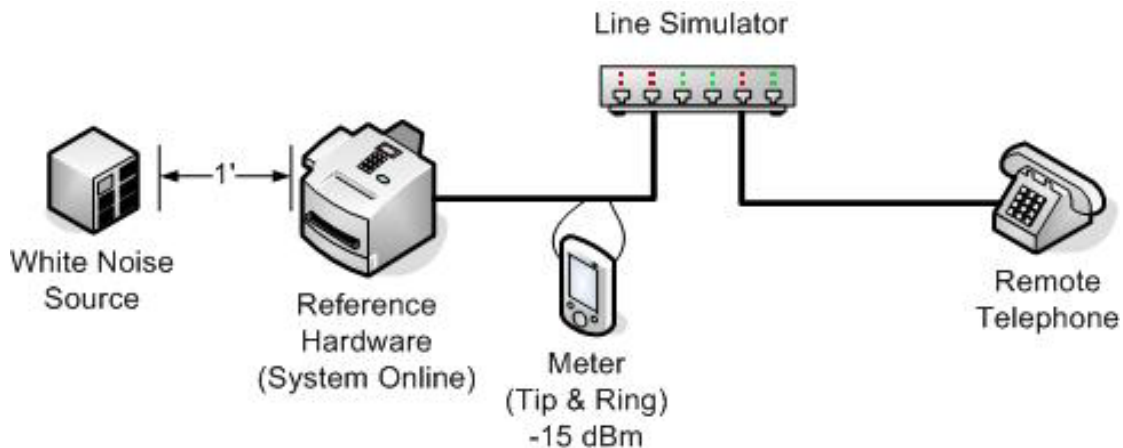 Line Simulator
1'
White Noise
Source
Reference
Hardware
(System Online)
Meter
(Tip & Ring)
-15 dBm
Remote
Telephone